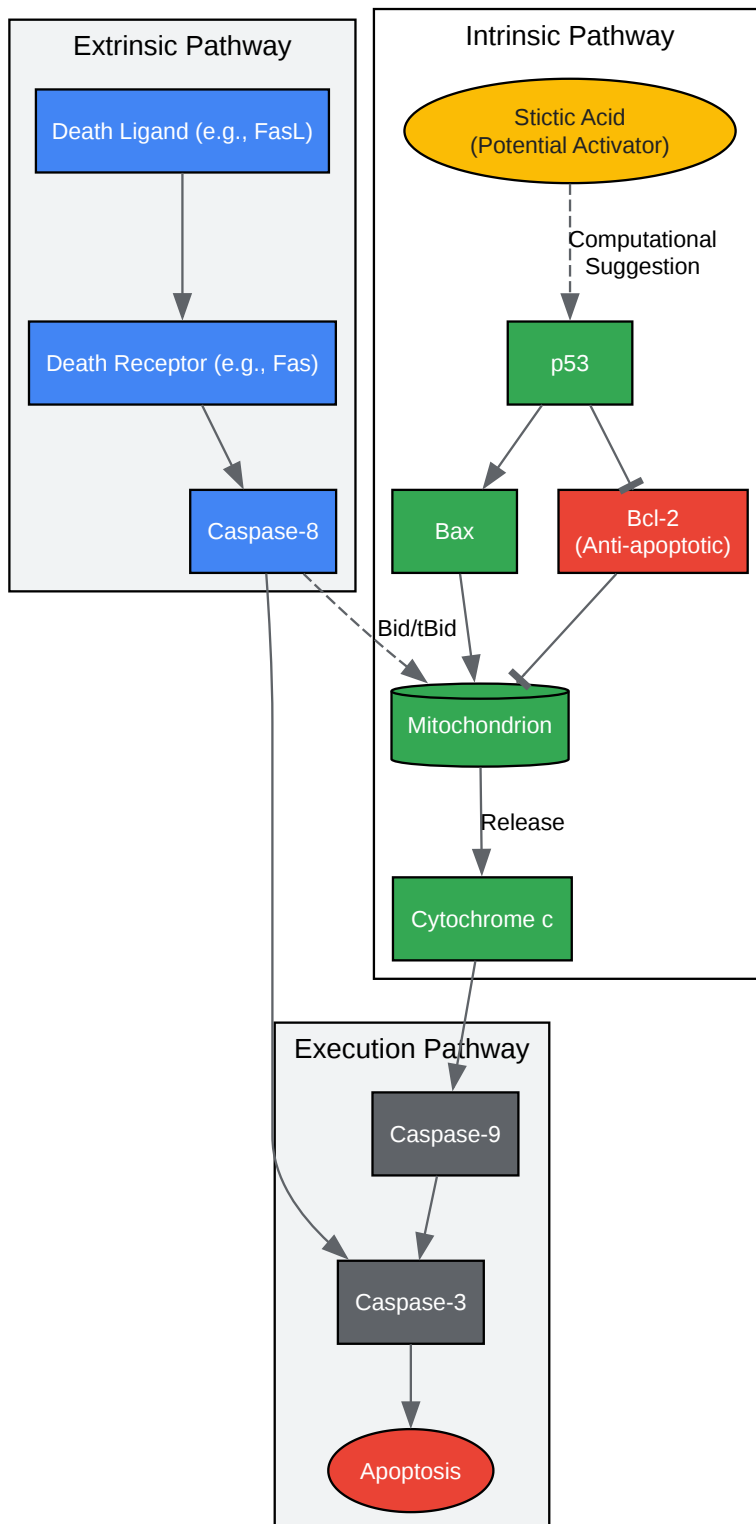 Extrinsic Pathway
Death Ligand (e.g., FasL)
Death Receptor (e.g., Fas)
Caspase-8
Intrinsic Pathway
Stictic Acid
(Potential Activator)
Computational
Suggestion
p53
Bax
Bcl-2
(Anti-apoptotic)
Bid/tBid
Mitochondrion
Release
Cytochrome c
Execution Pathway
Caspase-9
Caspase-3
Apoptosis